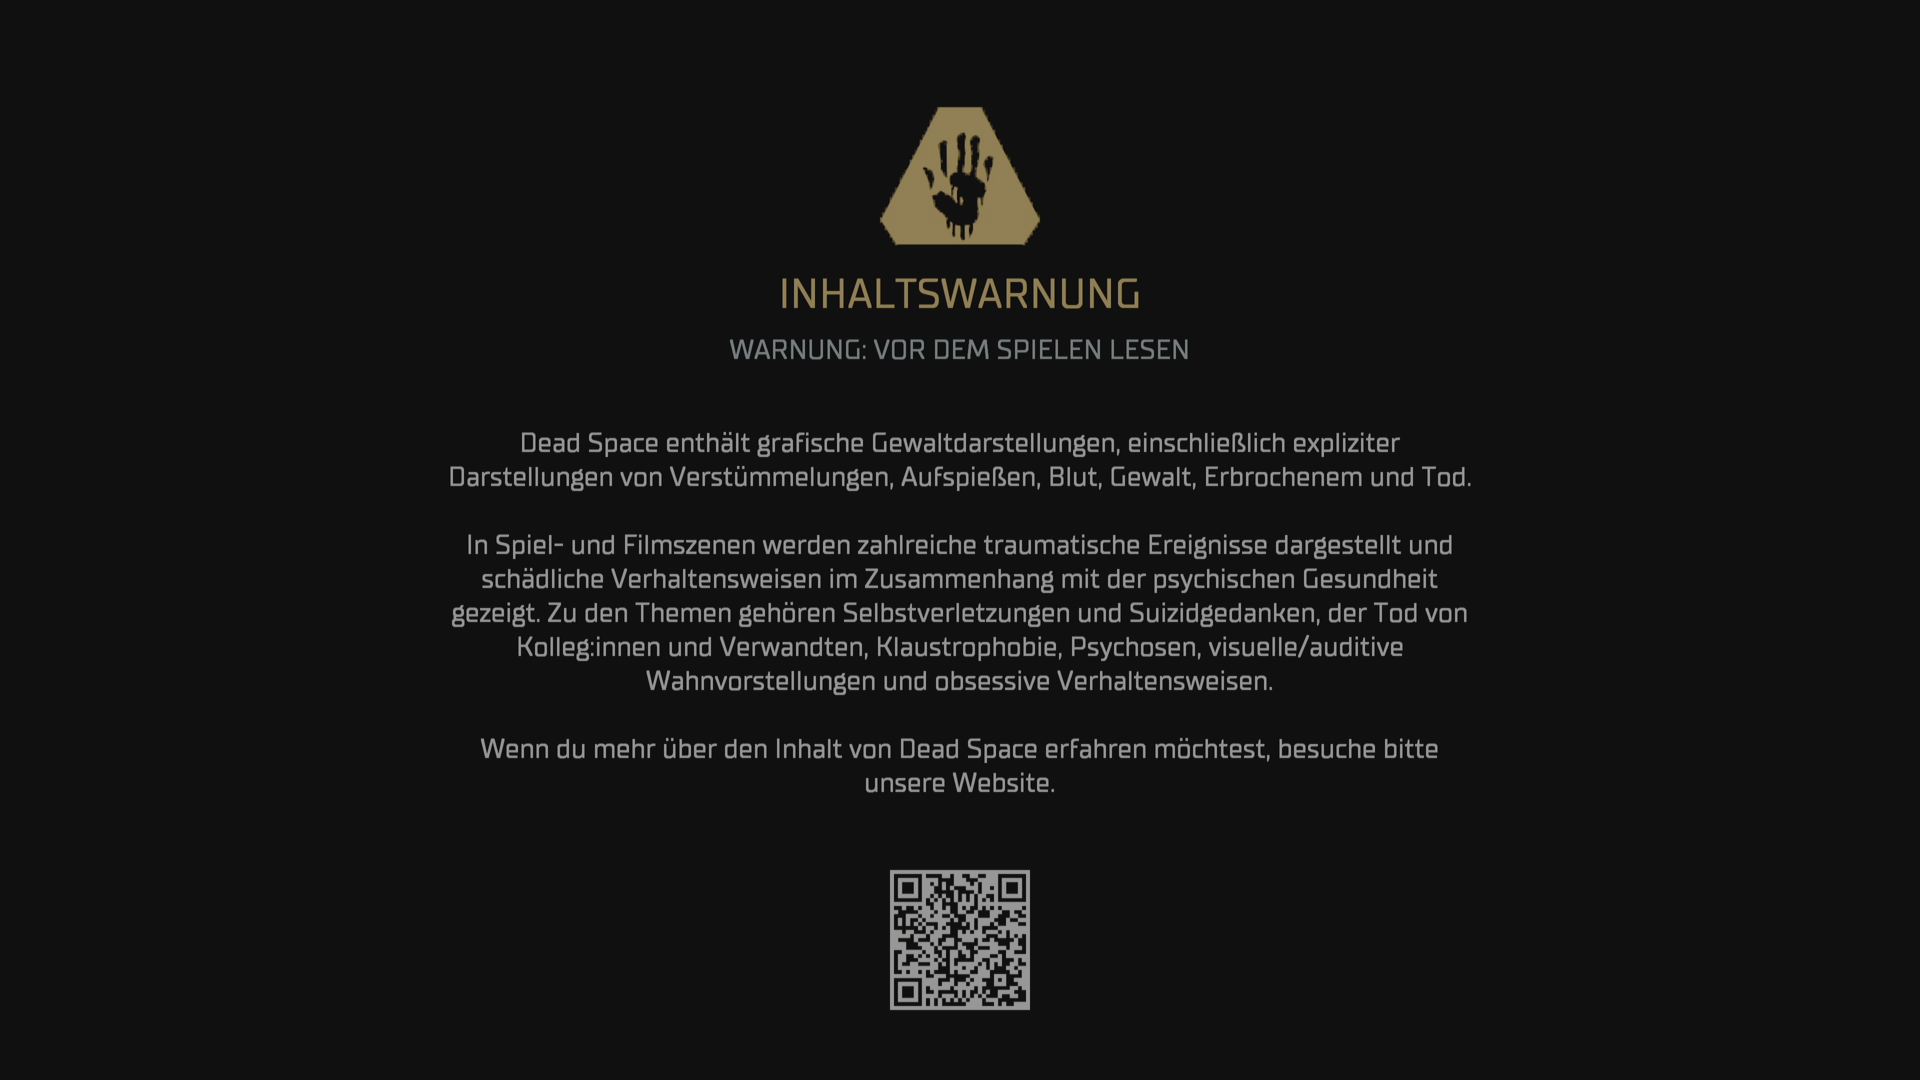 INHALTSWARNUNG
WARNUNG: VOR DEM SPIELEN LESEN
Dead Space enthält grafische Gewaltdarstellungen, einschließlich expliziter
Darstellungen von Verstümmelungen, Aufspießen, Blut, Gewalt, Erbrochenem und Tod.
In Spiel- und Filmszenen werden zahlreiche traumatische Ereignisse dargestellt und
schädliche Verhaltensweisen im Zusammenhang mit der psychischen Gesundheit
gezeigt. Zu den Themen gehören Selbstverletzungen und Suizidgedanken, der Tod von
Kolleg:innen und Verwandten, Klaustrophobie, Psychosen, visuelle/auditive
Wahnvorstellungen und obsessive Verhaltensweisen.
Wenn du mehr über den Inhalt von Dead Space erfahren möchtest, besuche bitte
unsere Website.